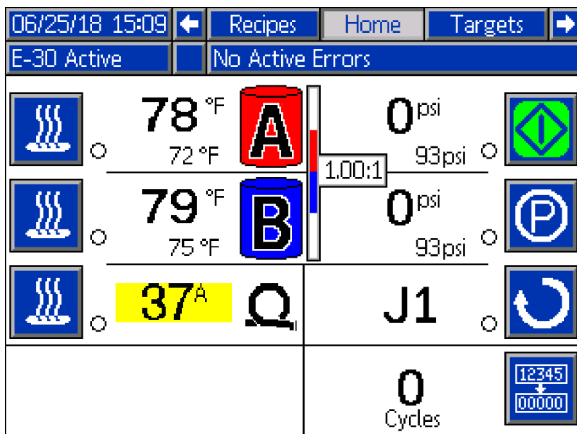 06/25/18 15:09 Recipes Home Targets
E-30 Active No Active Errors
78 °F A 0 psi
72 °F 93psi
1.00:1
79 °F B 0 psi
75 °F 93psi
P
37 A J1
12345
00000
0
Cycles